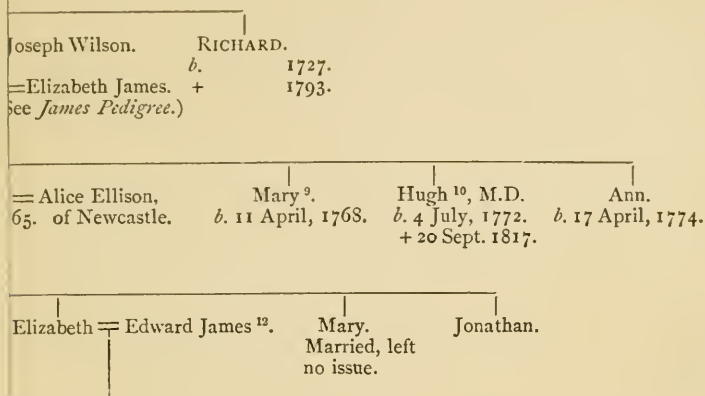 Joseph Wilson. RICHARD.
b. 1727.
=Elizabeth James. + 1793.
See James Pedigree.)
= Alice Ellison, Mary ⁹. Hugh ¹⁰, M.D. Ann.
65. of Newcastle. b. 11 April, 1768. b. 4 July, 1772. b. 17 April, 1774.
+ 20 Sept. 1817.
Elizabeth = Edward James ¹². Mary. Jonathan.
Married, left
no issue.